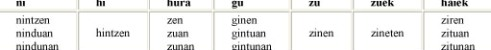 ni hi hura gu zu zuek haiek
nintzen zen ginen ziren
ninduan hintzen zuan gintuan zinen zineten zituan
nindunan zunan gintunan zitunan